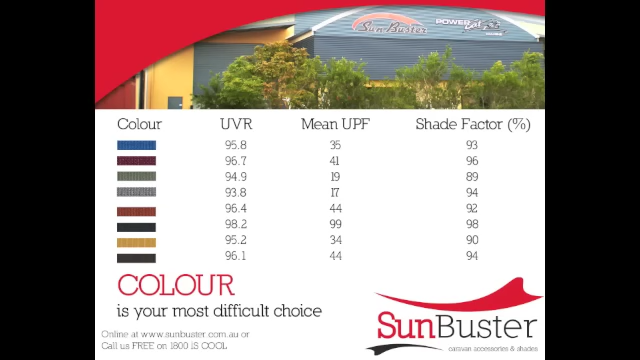 SunBuster
POWER
Colour UVR Mean UPF Shade Factor (%)
95.8 35 93
96.7 41 96
94.9 19 89
93.8 17 94
96.4 44 92
98.2 99 98
95.2 34 90
96.1 44 94
COLOUR
is your most difficult choice
Online at www.sunbuster.com.au or
Call us FREE on 1800 iS COOL
SunBuster
caravan accessories & shades